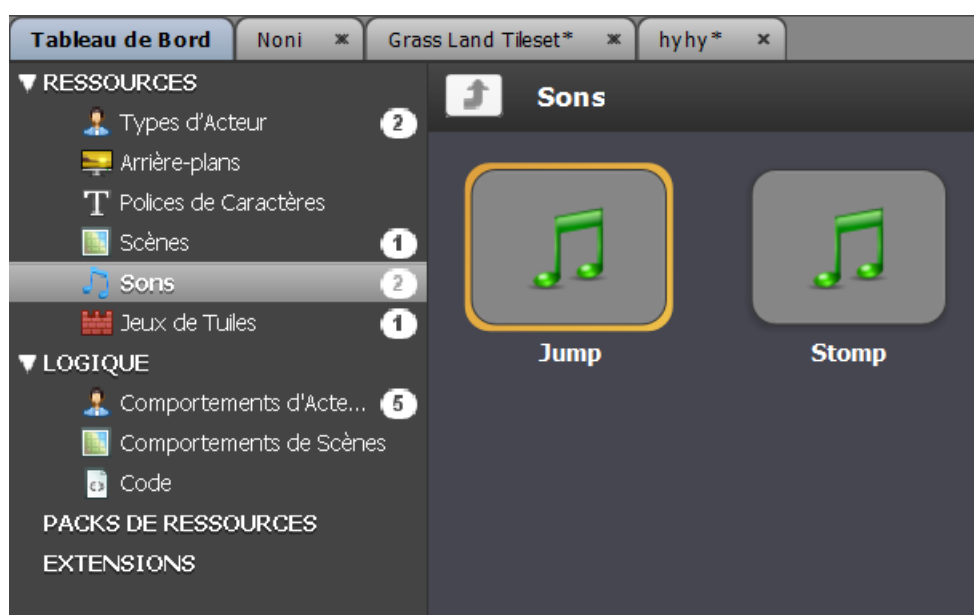 Tableau de Bord Noni Grass Land Tileset* hyhy*
RESSOURCES
Types d'Acteur 2
Arrière-plans
Polices de Caractères
Scènes 1
Sons 2
Jeux de Tuiles 1
LOGIQUE
Comportements d'Acte... 5
Comportements de Scènes
Code
PACKS DE RESSOURCES
EXTENSIONS
Sons
Jump Stomp